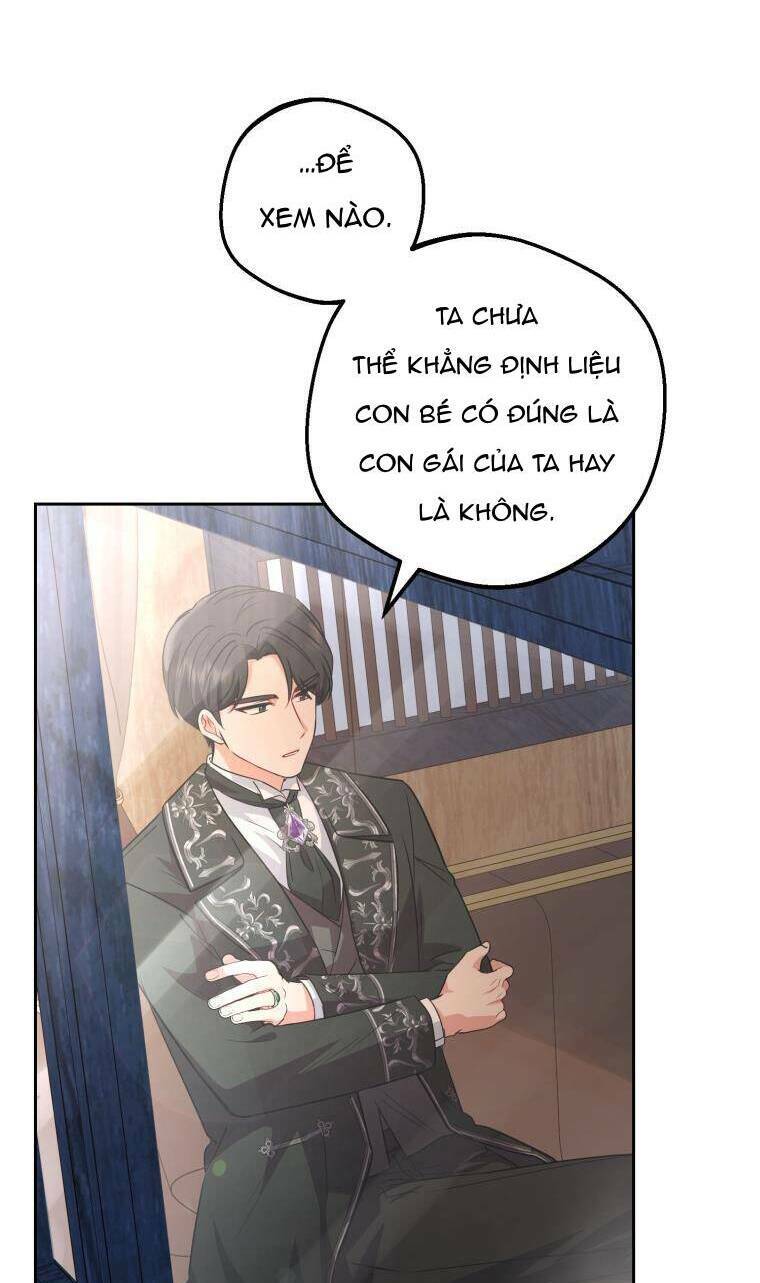 ...ĐỂ
XEM NÀO.
TA CHƯA
THỂ KHẲNG ĐỊNH LIỆU
CON BÉ CÓ ĐÚNG LÀ
CON GÁI CỦA TA HAY
LÀ KHÔNG.